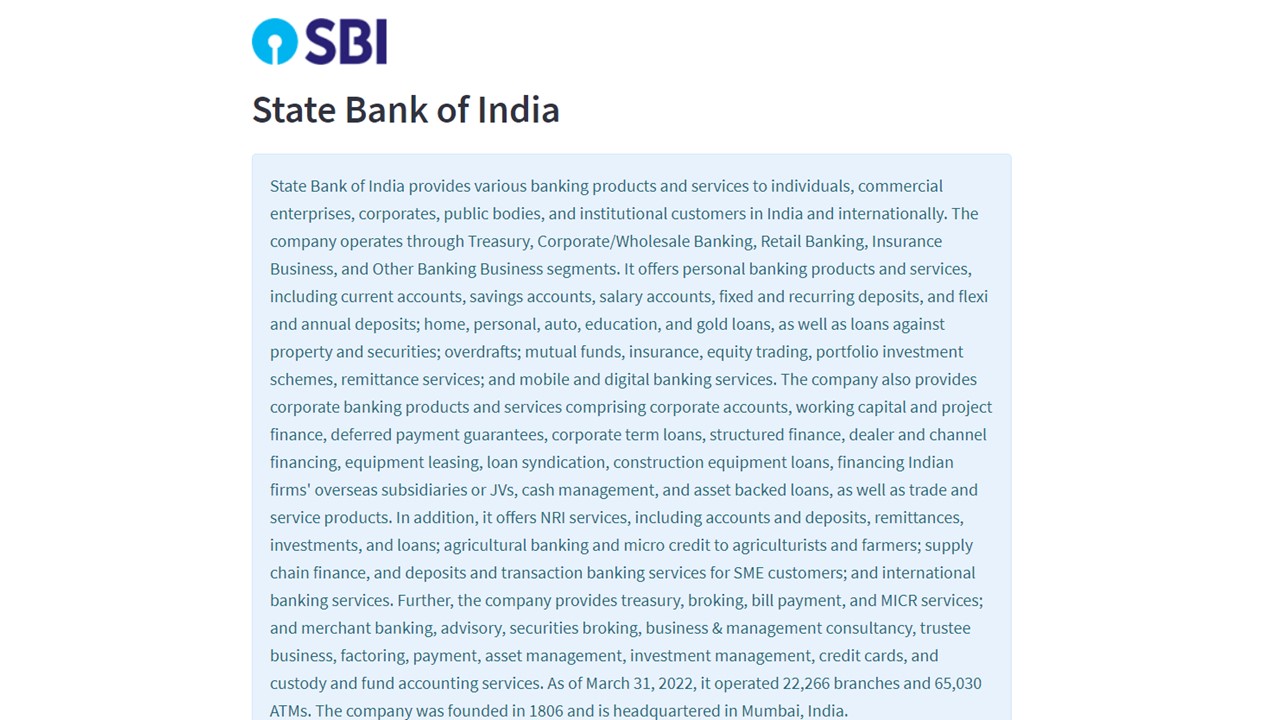 SBI
State Bank of India
State Bank of India provides various banking products and services to individuals, commercial
enterprises, corporates, public bodies, and institutional customers in India and internationally. The
company operates through Treasury, Corporate/Wholesale Banking, Retail Banking, Insurance
Business, and Other Banking Business segments. It offers personal banking products and services,
including current accounts, savings accounts, salary accounts, fixed and recurring deposits, and flexi
and annual deposits; home, personal, auto, education, and gold loans, as well as loans against
property and securities; overdrafts; mutual funds, insurance, equity trading, portfolio investment
schemes, remittance services; and mobile and digital banking services. The company also provides
corporate banking products and services comprising corporate accounts, working capital and project
finance, deferred payment guarantees, corporate term loans, structured finance, dealer and channel
financing, equipment leasing, loan syndication, construction equipment loans, financing Indian
firms' overseas subsidiaries or JVs, cash management, and asset backed loans, as well as trade and
service products. In addition, it offers NRI services, including accounts and deposits, remittances,
investments, and loans; agricultural banking and micro credit to agriculturists and farmers; supply
chain finance, and deposits and transaction banking services for SME customers; and international
banking services. Further, the company provides treasury, broking, bill payment, and MICR services;
and merchant banking, advisory, securities broking, business & management consultancy, trustee
business, factoring, payment, asset management, investment management, credit cards, and
custody and fund accounting services. As of March 31, 2022, it operated 22,266 branches and 65,030
ATMs. The company was founded in 1806 and is headquartered in Mumbai, India.